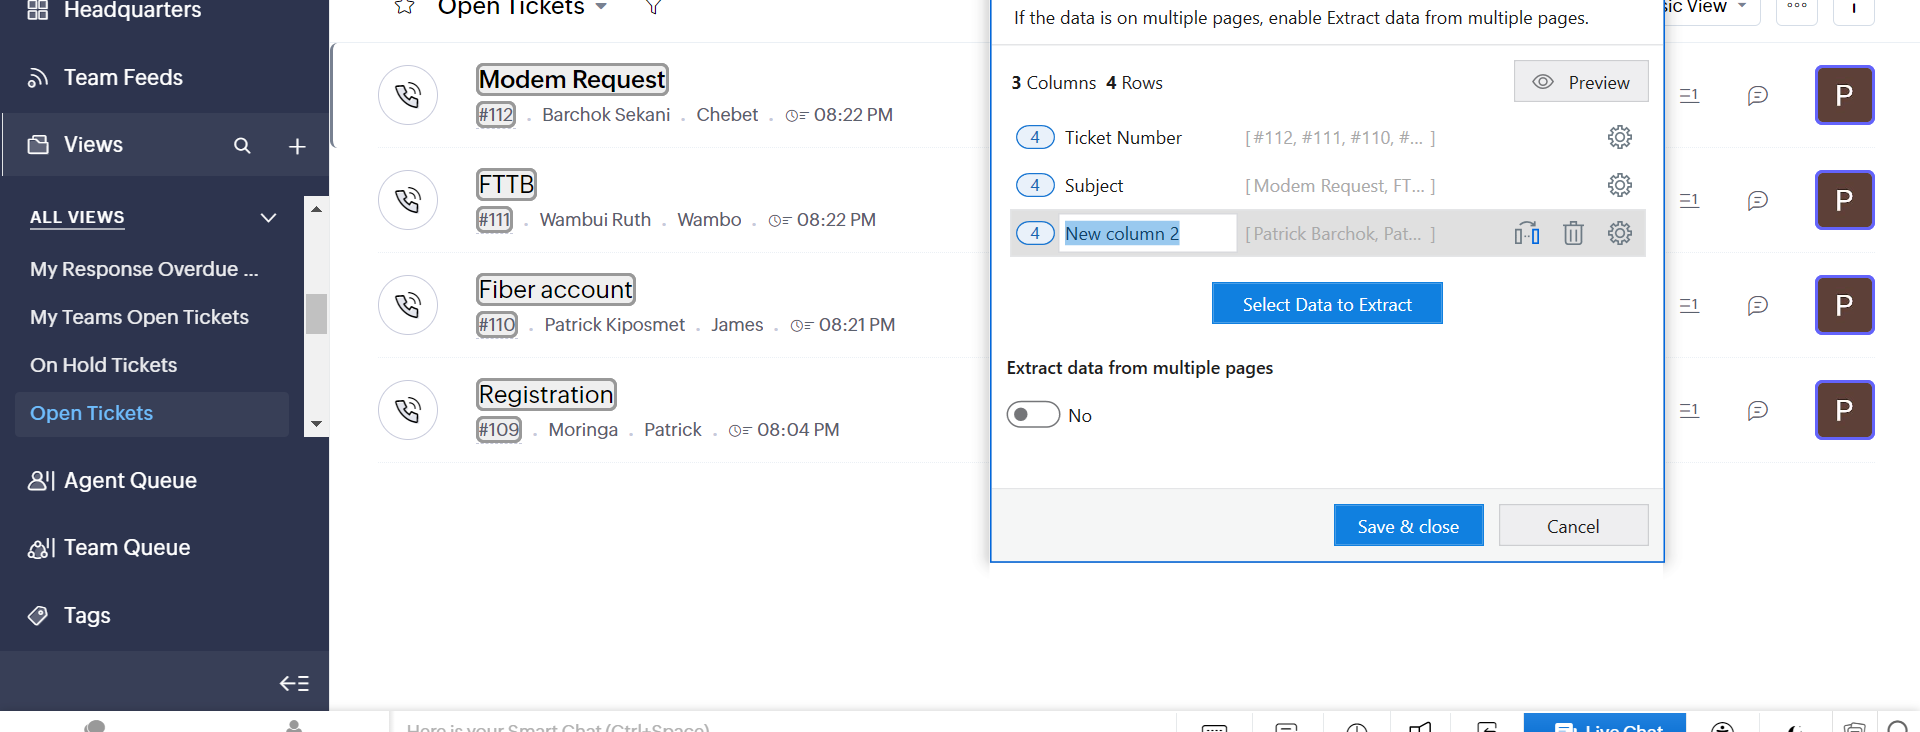 Headquarters
Team Feeds
Views
ALL VIEWS
My Response Overdue ...
My Teams Open Tickets
On Hold Tickets
Open Tickets
Agent Queue
Team Queue
Tags
Open Tickets
Modem Request
#112 . Barchok Sekani . Chebet . 08:22 PM
FTTB
#111 . Wambui Ruth . Wambo . 08:22 PM
Fiber account
#110 . Patrick Kiposmet . James . 08:21 PM
Registration
#109 . Moringa . Patrick . 08:04 PM
If the data is on multiple pages, enable Extract data from multiple pages.
3 Columns 4 Rows
Preview
4 Ticket Number [ #112, #111, #110, #... ]
4 Subject [ Modem Request, FT... ]
4 New column 2 [ Patrick Barchok, Pat... ]
Select Data to Extract
Extract data from multiple pages
No
Save & close
Cancel
View
1
P
1
P
1
P
1
P
Here is your Smart Chat (Ctrl+Space)
Live Chat